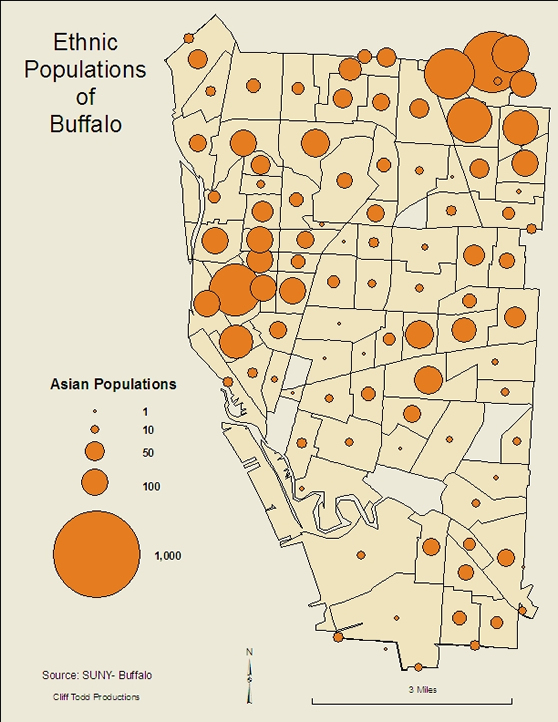 Ethnic
Populations
of
Buffalo
Asian Populations
1
10
50
100
1,000
Source: SUNY- Buffalo
Cliff Todd Productions
N
3 Miles